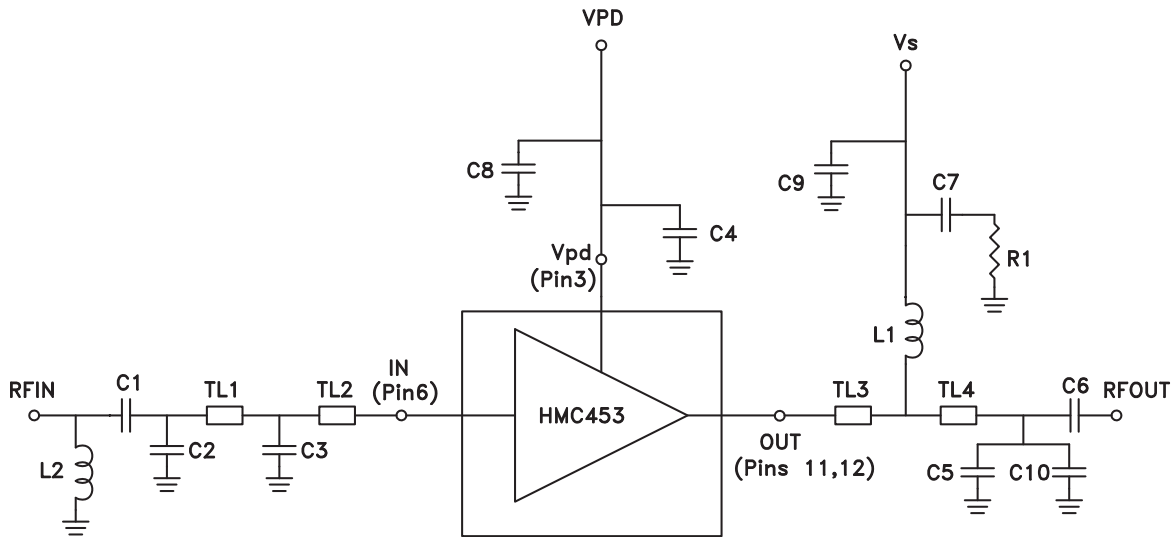 VPD
Vs
C8
C9
C7
C4
R1
Vpd
(Pin3)
L1
RFIN
C1
TL1
TL2
IN
(Pin6)
HMC453
TL3
TL4
C6
RFOUT
L2
C2
C3
OUT
(Pins 11,12)
C5
C10